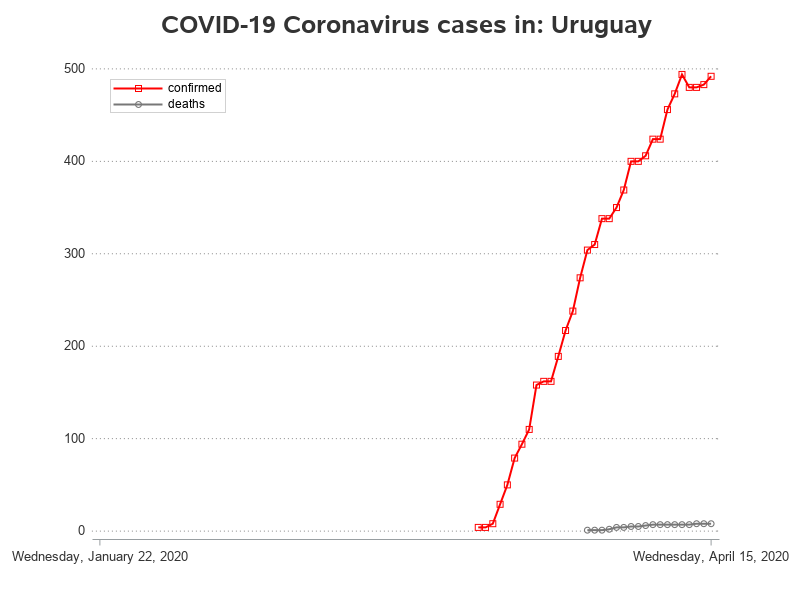 COVID-19 Coronavirus cases in: Uruguay
500
confirmed
deaths
400
300
200
100
0
Wednesday, January 22, 2020 Wednesday, April 15, 2020